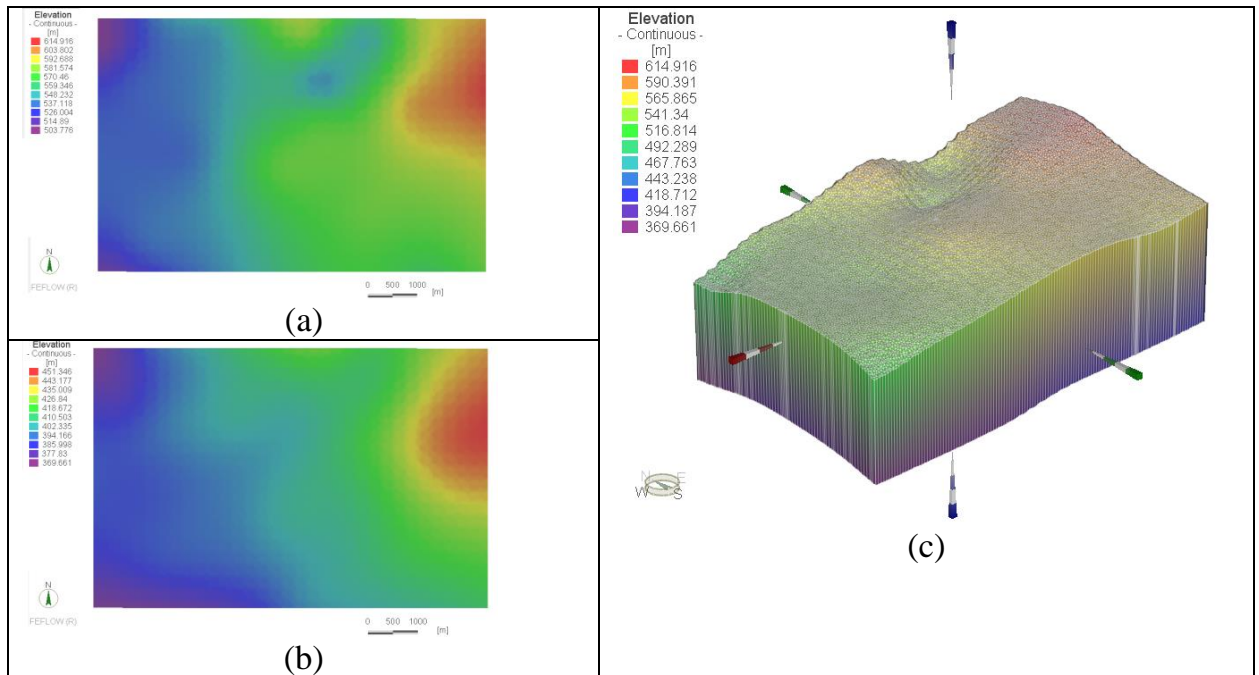 Elevation
- Continuous -
[m]
614.916
603.802
592.688
581.574
570.46
559.346
548.232
537.118
526.004
514.89
503.776
N
FEFLOW (R)
0 500 1000
[m]
(a)
Elevation
- Continuous -
[m]
451.346
443.177
435.009
426.84
418.672
410.503
402.335
394.166
385.998
377.83
369.661
N
FEFLOW (R)
0 500 1000
[m]
(b)
Elevation
- Continuous -
[m]
614.916
590.391
565.865
541.34
516.814
492.289
467.763
443.238
418.712
394.187
369.661
N E
W S
(c)